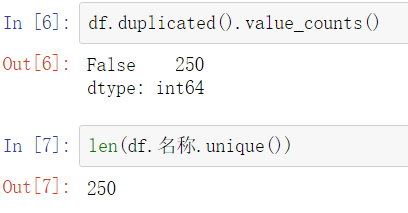 In [6]: df.duplicated().value_counts()
Out[6]: False    250
dtype: int64
In [7]: len(df.名称.unique())
Out[7]: 250